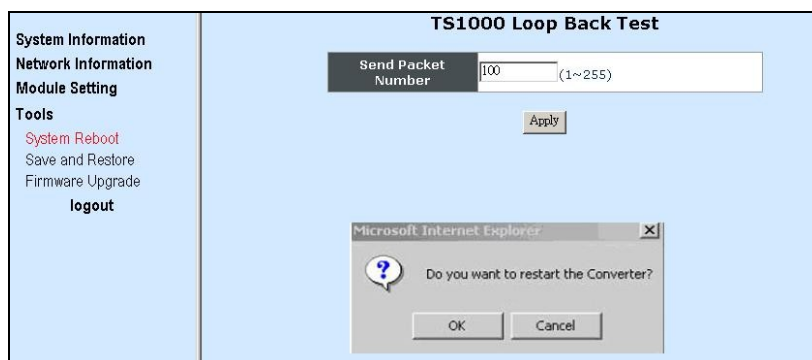 System Information
Network Information
Module Setting
Tools
System Reboot
Save and Restore
Firmware Upgrade
logout
TS1000 Loop Back Test
Send Packet
Number
100
(1~255)
Apply
Microsoft Internet Explorer
Do you want to restart the Converter?
OK
Cancel